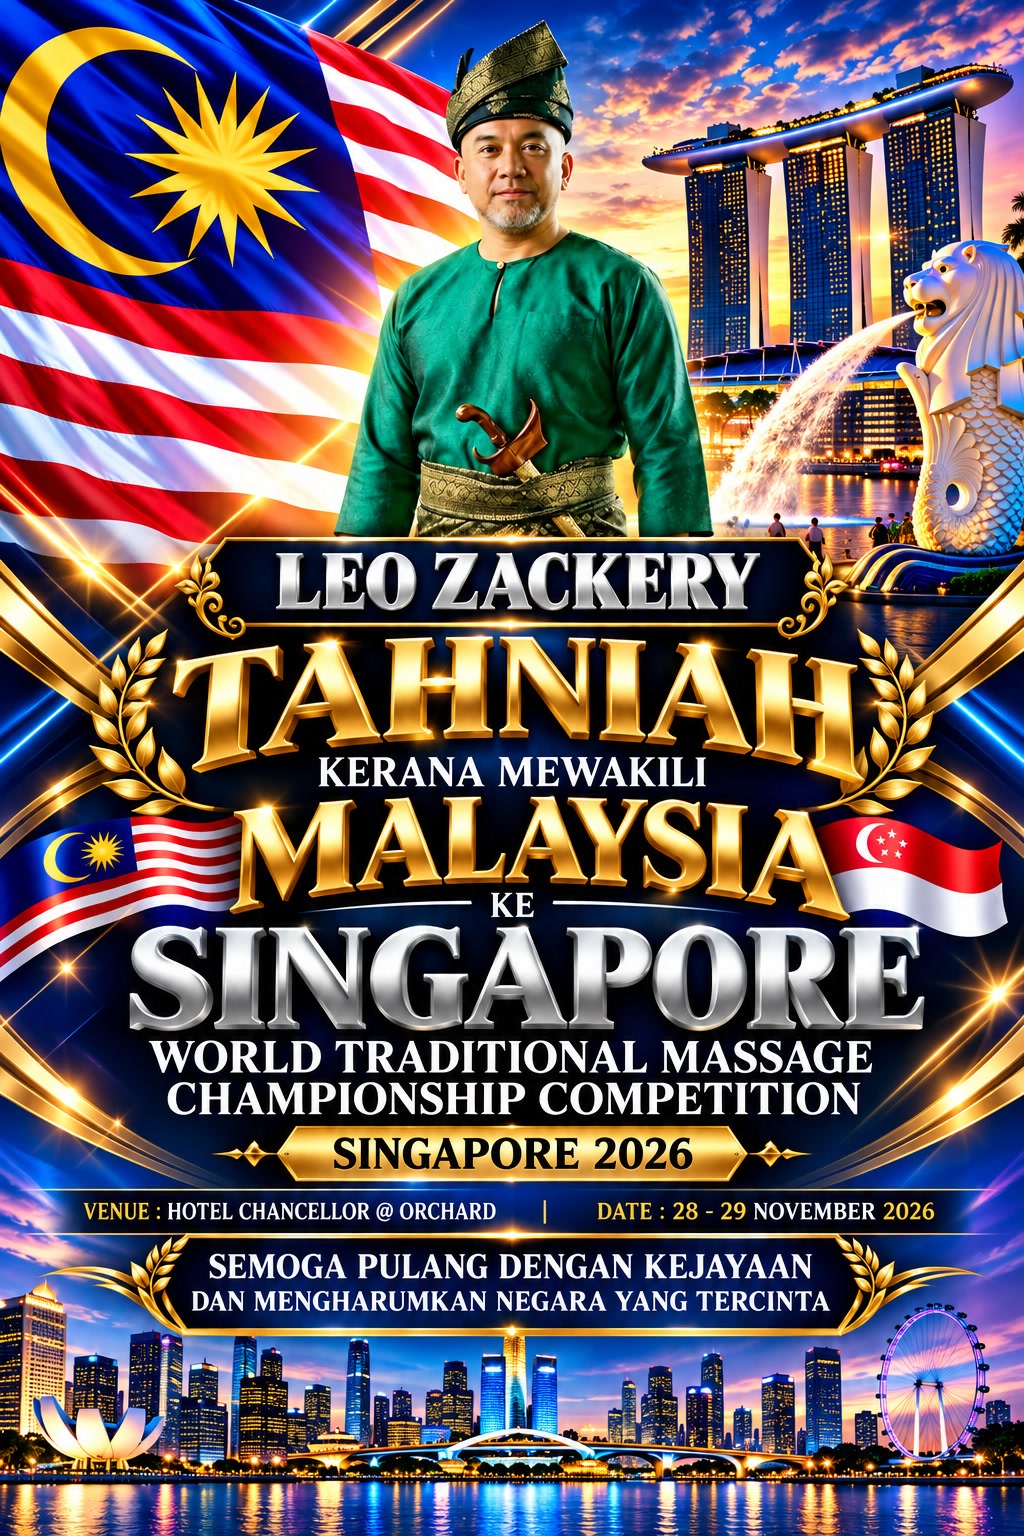 LEO ZACKERY
TAHNIAH
KERANA MEWAKILI
MALAYSIA
KE
SINGAPORE
WORLD TRADITIONAL MASSAGE
CHAMPIONSHIP COMPETITION
SINGAPORE 2026
VENUE : HOTEL CHANCELLOR @ ORCHARD | DATE : 28 - 29 NOVEMBER 2026
SEMOGA PULANG DENGAN KEJAYAAN
DAN MENGHARUMKAN NEGARA YANG TERCINTA